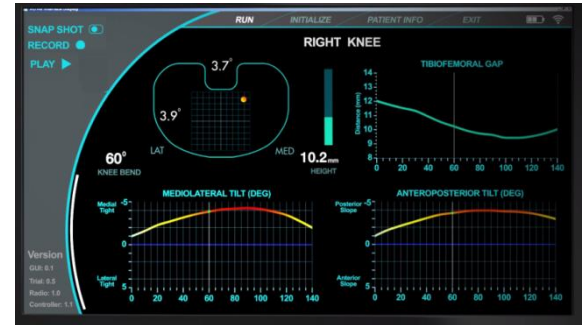 RUN INITIALIZE PATIENT INFO EXIT
SNAP SHOT
RECORD
PLAY
RIGHT KNEE
3.7°
3.9°
LAT
MED
60°
KNEE BEND
10.2 mm
HEIGHT
TIBIOFEMORAL GAP
Distance (mm)
14
13
12
11
10
9
8
0 20 40 60 80 100 120 140
MEDIOLATERAL TILT (DEG)
Medial Tight
-5
0
Lateral Tight
5
0 20 40 60 80 100 120 140
ANTEROPOSTERIOR TILT (DEG)
Posterior Slope
-5
0
Anterior Slope
5
0 20 40 60 80 100 120 140
Version
GUI: 0.1
Trial: 0.5
Radio: 1.0
Controller: 1.1